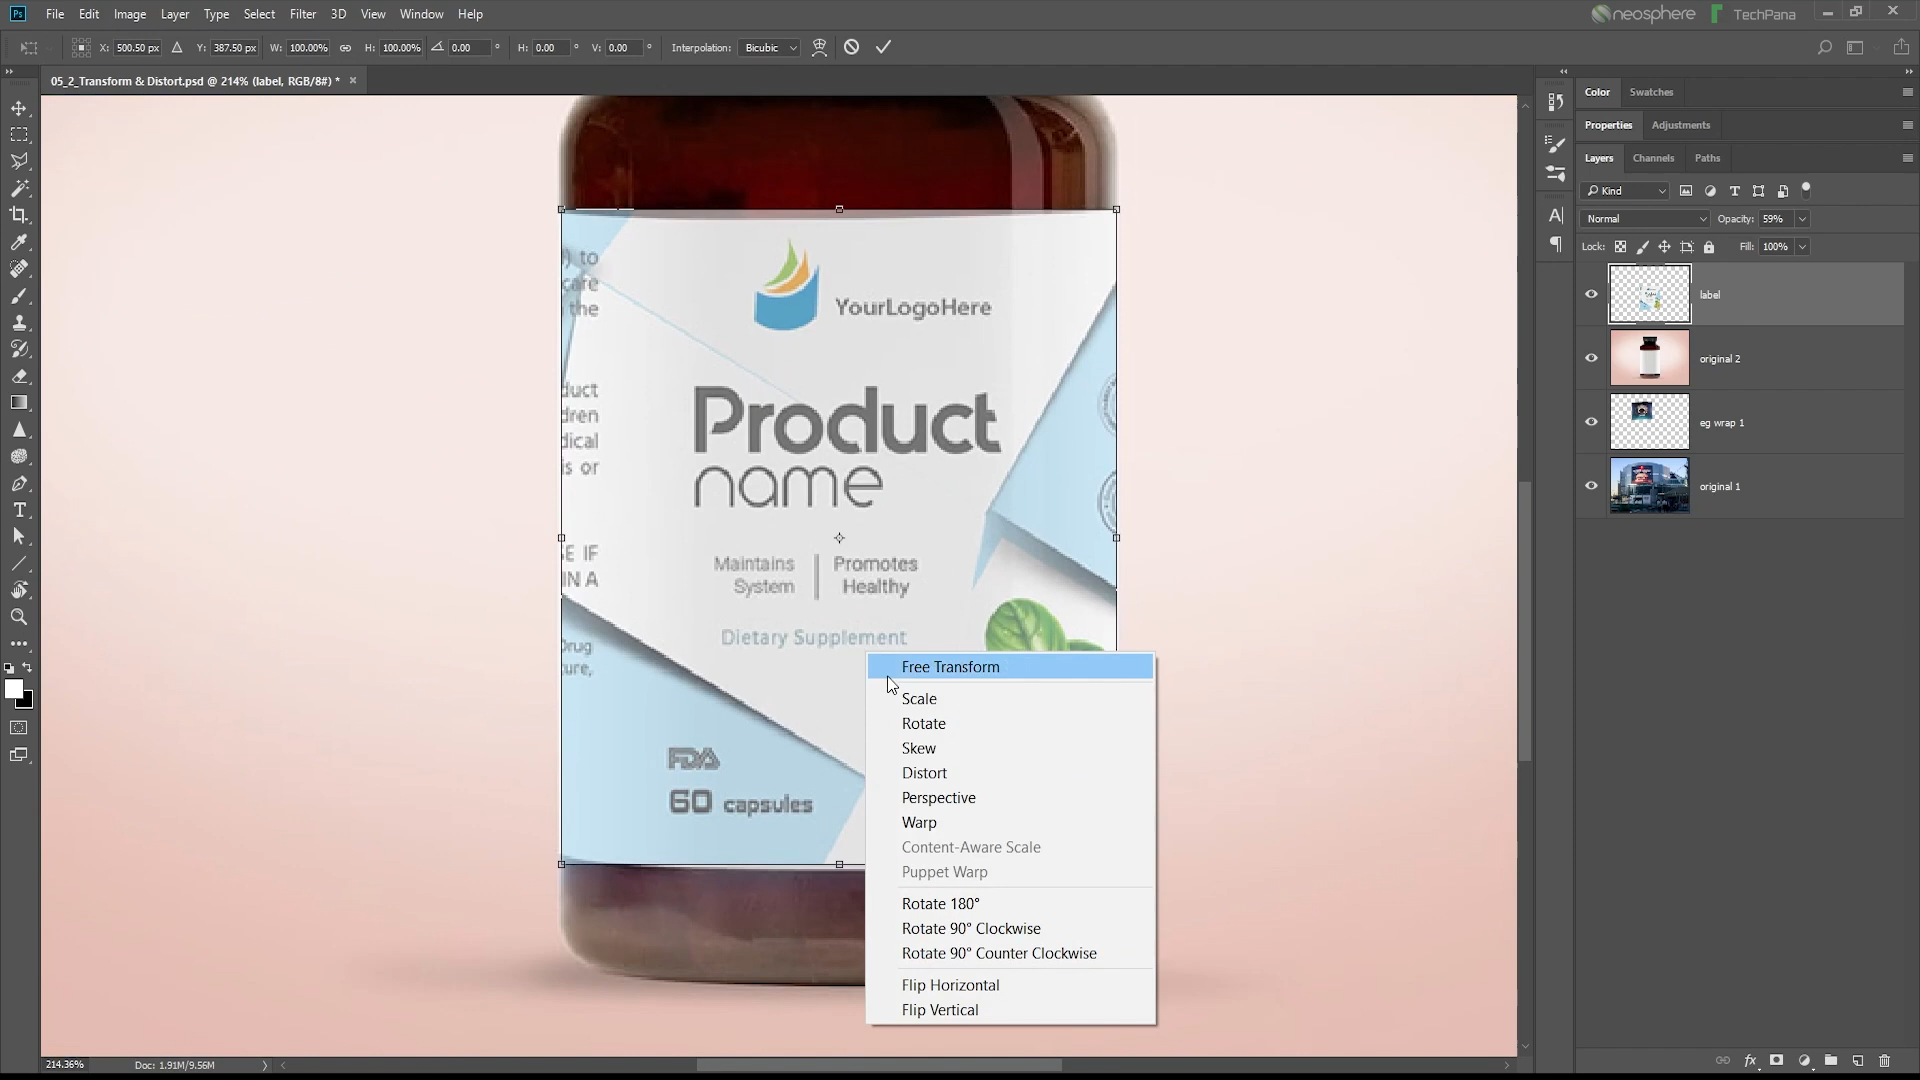 Ps File Edit Image Layer Type Select Filter 3D View Window Help
neosphere TechPana
X: 500.50 px Y: 387.50 px W: 100.00% H: 100.00% 0.00 ° H: 0.00 ° V: 0.00 ° Interpolation: Bicubic
05_2_Transform & Distort.psd @ 214% (label, RGB/8#) * ×
Color Swatches
Properties Adjustments
Layers Channels Paths
Kind
Normal Opacity: 59%
Lock: Fill: 100%
label
original 2
eg wrap 1
original 1
) to
care
the
YourLogoHere
duct
dren
dical
is or
Product
name
SE IF
IN A
Maintains
System
Promotes
Healthy
Dietary Supplement
Drug
ture,
FDA
60 capsules
Free Transform
Scale
Rotate
Skew
Distort
Perspective
Warp
Content-Aware Scale
Puppet Warp
Rotate 180°
Rotate 90° Clockwise
Rotate 90° Counter Clockwise
Flip Horizontal
Flip Vertical
214.36% Doc: 1.91M/9.56M
fx